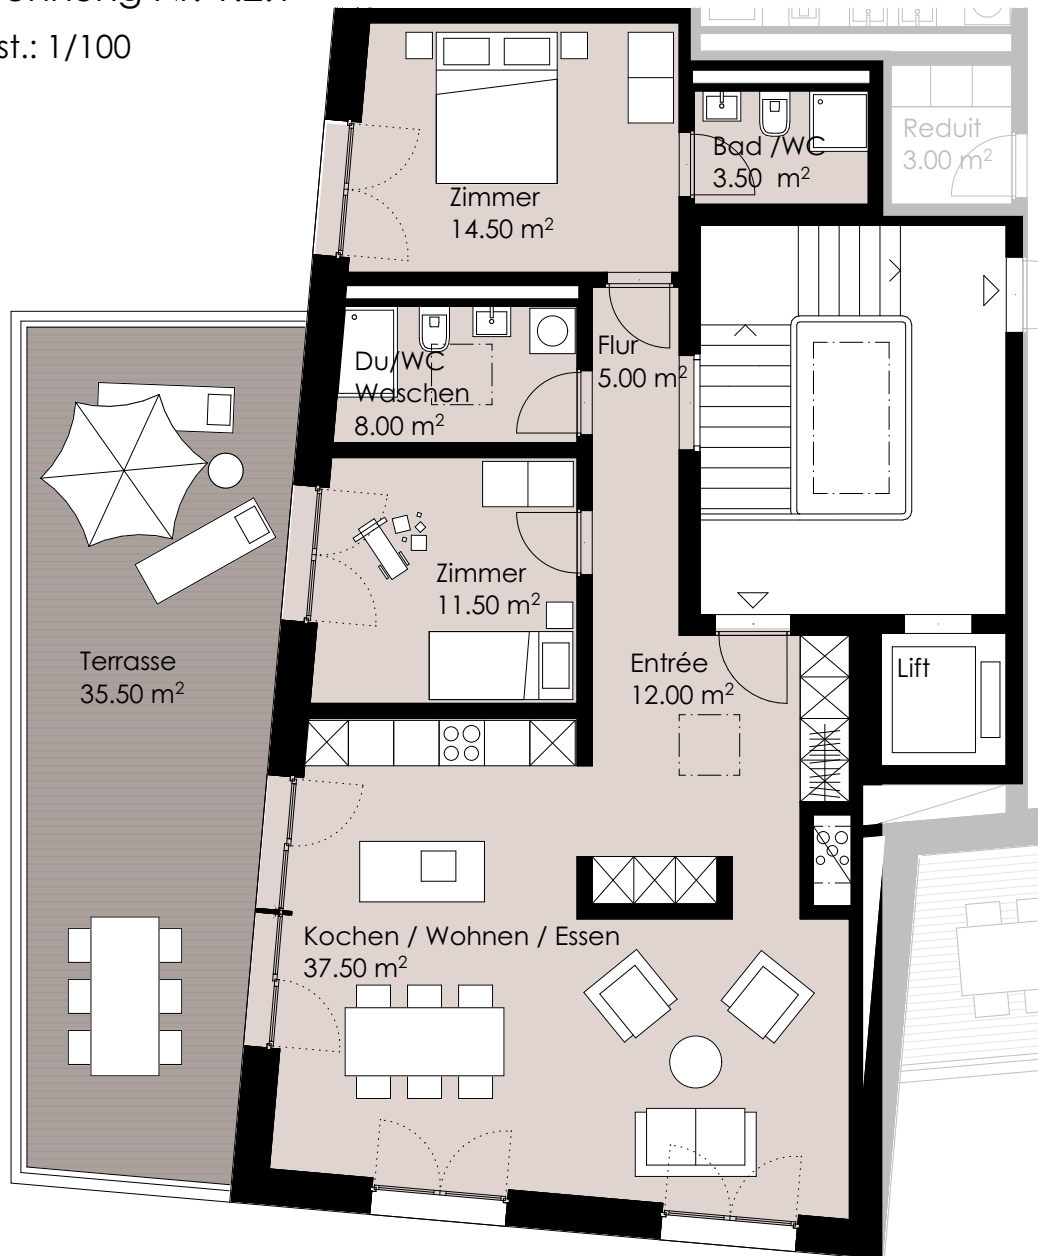 st.: 1/100
Reduit
3.00 m²
Bad /WC
3.50 m²
Zimmer
14.50 m²
Flur
5.00 m²
Du/WC
Waschen
8.00 m²
Zimmer
11.50 m²
Terrasse
35.50 m²
Entrée
12.00 m²
Lift
Kochen / Wohnen / Essen
37.50 m²